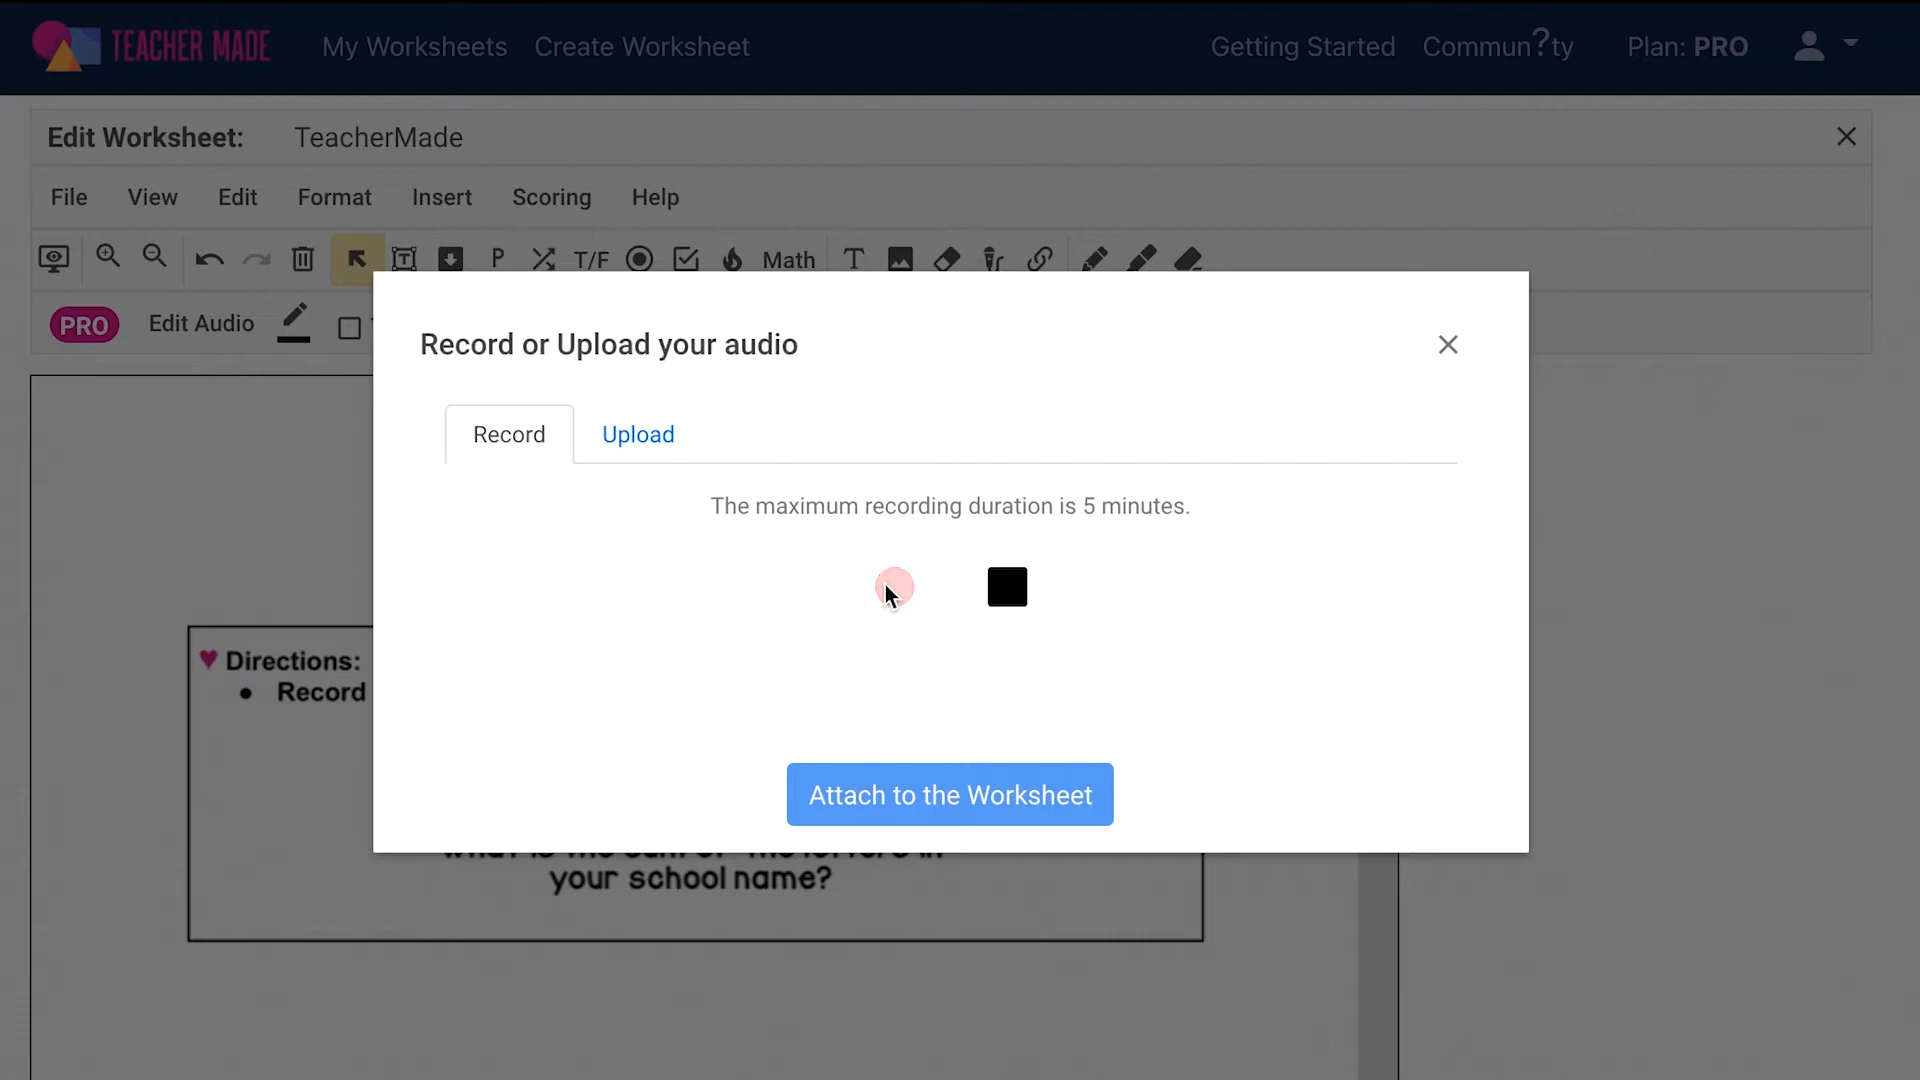 TEACHER MADE My Worksheets Create Worksheet Getting Started Commun?ty Plan: PRO
Edit Worksheet: TeacherMade
File View Edit Format Insert Scoring Help
P T/F Math T
PRO Edit Audio
Record or Upload your audio
Record Upload
The maximum recording duration is 5 minutes.
Directions:
• Record
Attach to the Worksheet
your school name?